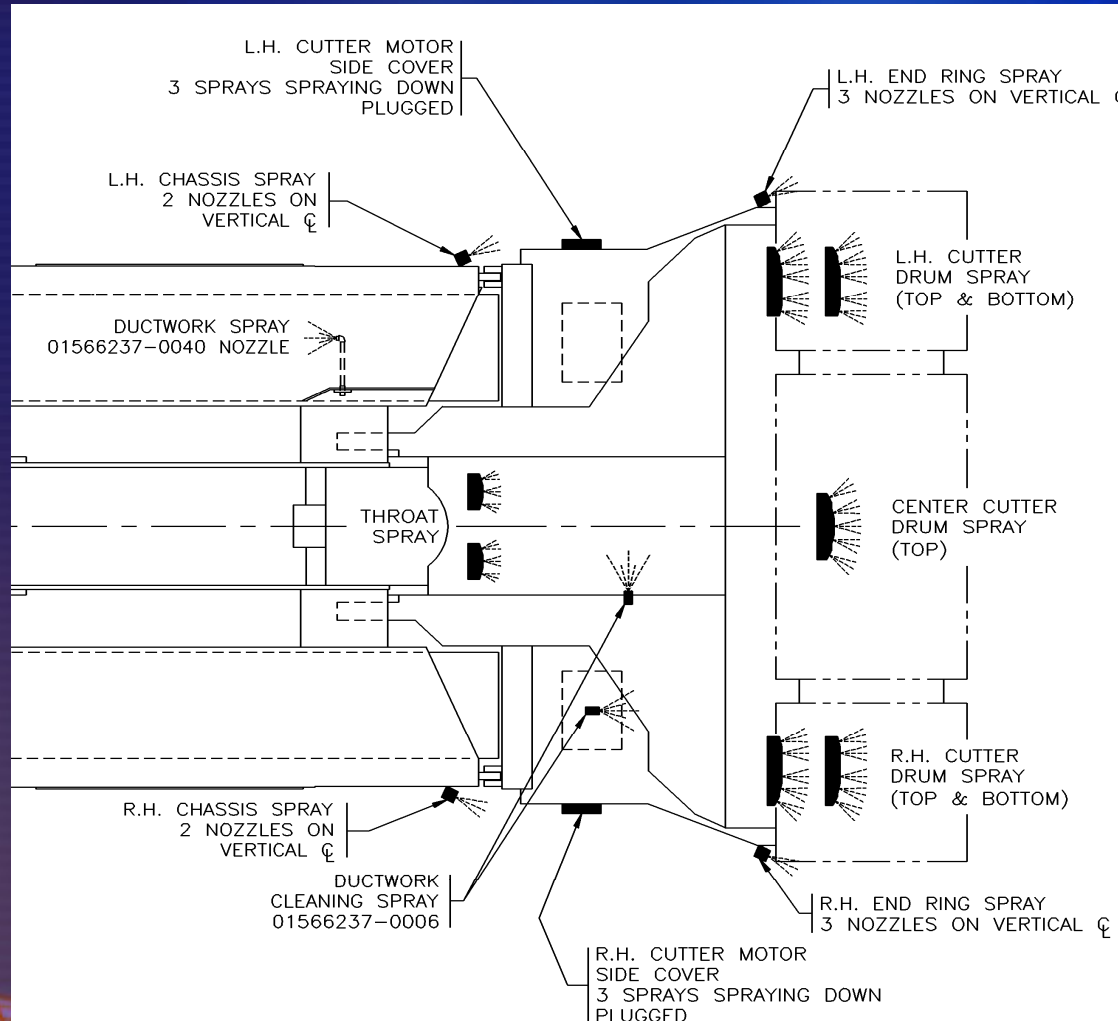 L.H. CUTTER MOTOR
SIDE COVER
3 SPRAYS SPRAYING DOWN
PLUGGED
L.H. END RING SPRAY
3 NOZZLES ON VERTICAL
L.H. CHASSIS SPRAY
2 NOZZLES ON
VERTICAL ℄
L.H. CUTTER
DRUM SPRAY
(TOP & BOTTOM)
DUCTWORK SPRAY
01566237-0040 NOZZLE
THROAT
SPRAY
CENTER CUTTER
DRUM SPRAY
(TOP)
R.H. CUTTER
DRUM SPRAY
(TOP & BOTTOM)
R.H. CHASSIS SPRAY
2 NOZZLES ON
VERTICAL ℄
DUCTWORK
CLEANING SPRAY
01566237-0006
R.H. END RING SPRAY
3 NOZZLES ON VERTICAL ℄
R.H. CUTTER MOTOR
SIDE COVER
3 SPRAYS SPRAYING DOWN
PLUGGED